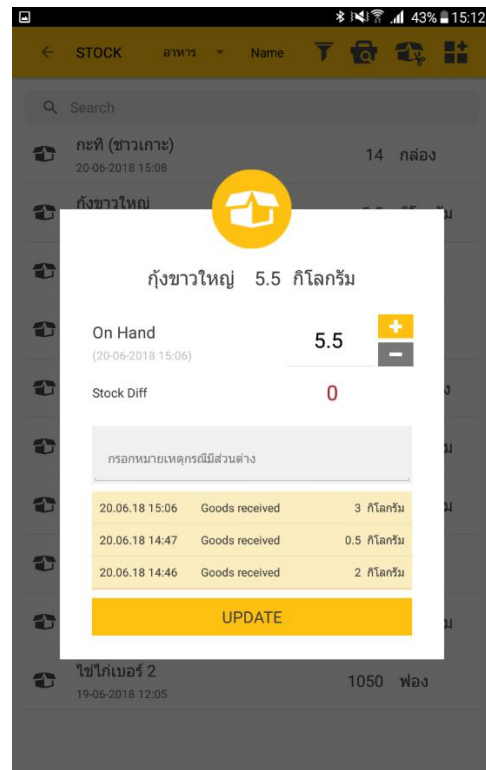 43% 15:12
STOCK อาหาร Name
Search
กะทิ (ชาวเกาะ)
20-06-2018 15:08
14 กล่อง
กุ้งขาวใหญ่
กุ้งขาวใหญ่ 5.5 กิโลกรัม
On Hand
(20-06-2018 15:06)
5.5
Stock Diff
0
กรอกหมายเหตุกรณีมีส่วนต่าง
20.06.18 15:06 Goods received 3 กิโลกรัม
20.06.18 14:47 Goods received 0.5 กิโลกรัม
20.06.18 14:46 Goods received 2 กิโลกรัม
UPDATE
ไข่ไก่เบอร์ 2
19-06-2018 12:05
1050 ฟอง